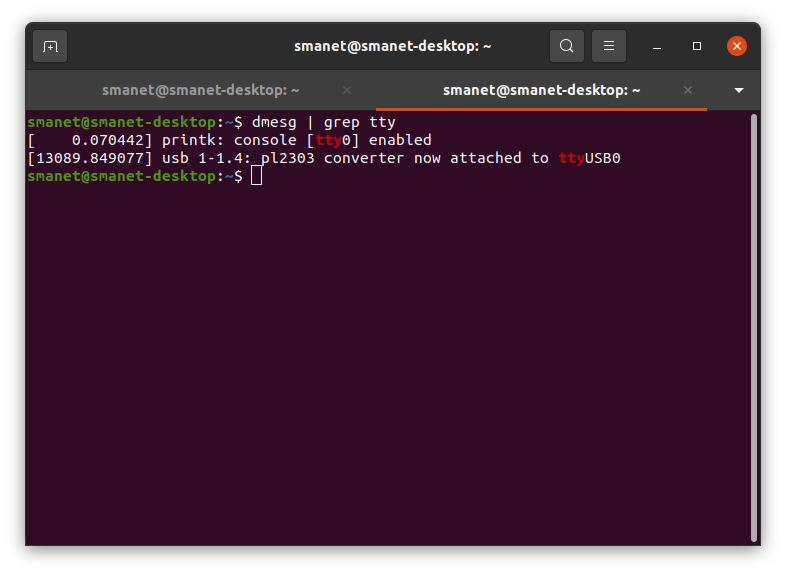 smanet@smanet-desktop: ~
smanet@smanet-desktop: ~
smanet@smanet-desktop: ~
smanet@smanet-desktop:~$ dmesg | grep tty
[    0.070442] printk: console [tty0] enabled
[13089.849077] usb 1-1.4: pl2303 converter now attached to ttyUSB0
smanet@smanet-desktop:~$